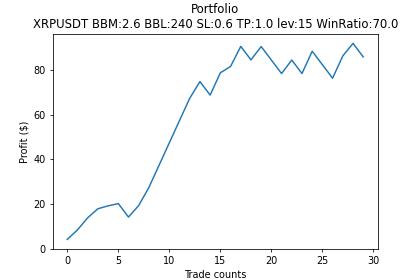 Portfolio
XRPUSDT BBM:2.6 BBL:240 SL:0.6 TP:1.0 lev:15 WinRatio:70.0
80
60
40
20
0
Profit ($)
0 5 10 15 20 25 30
Trade counts